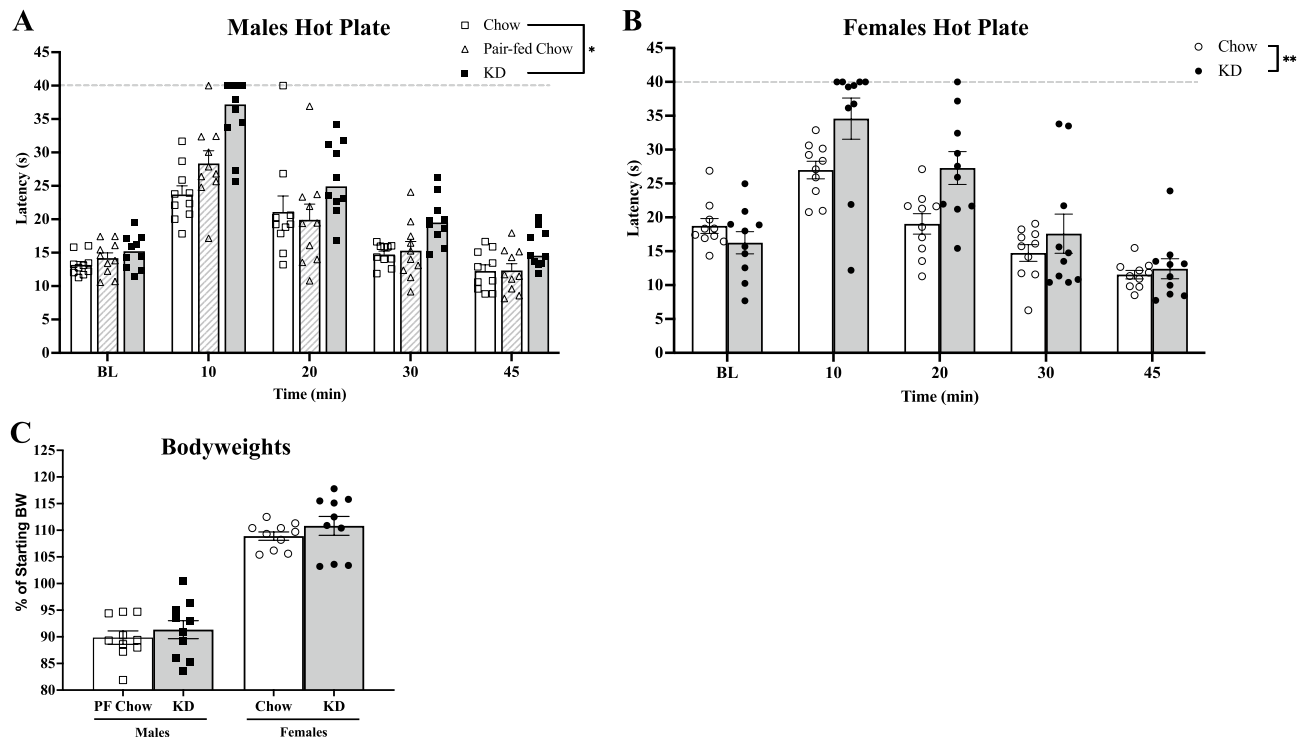 A
Males Hot Plate
Chow
Pair-fed Chow
KD
*
Latency (s)
45
40
35
30
25
20
15
10
5
0
BL
10
20
30
45
Time (min)
B
Females Hot Plate
Chow
KD
**
Latency (s)
45
40
35
30
25
20
15
10
5
0
BL
10
20
30
45
Time (min)
C
Bodyweights
% of Starting BW
125
120
115
110
105
100
95
90
85
80
PF Chow
KD
Chow
KD
Males
Females